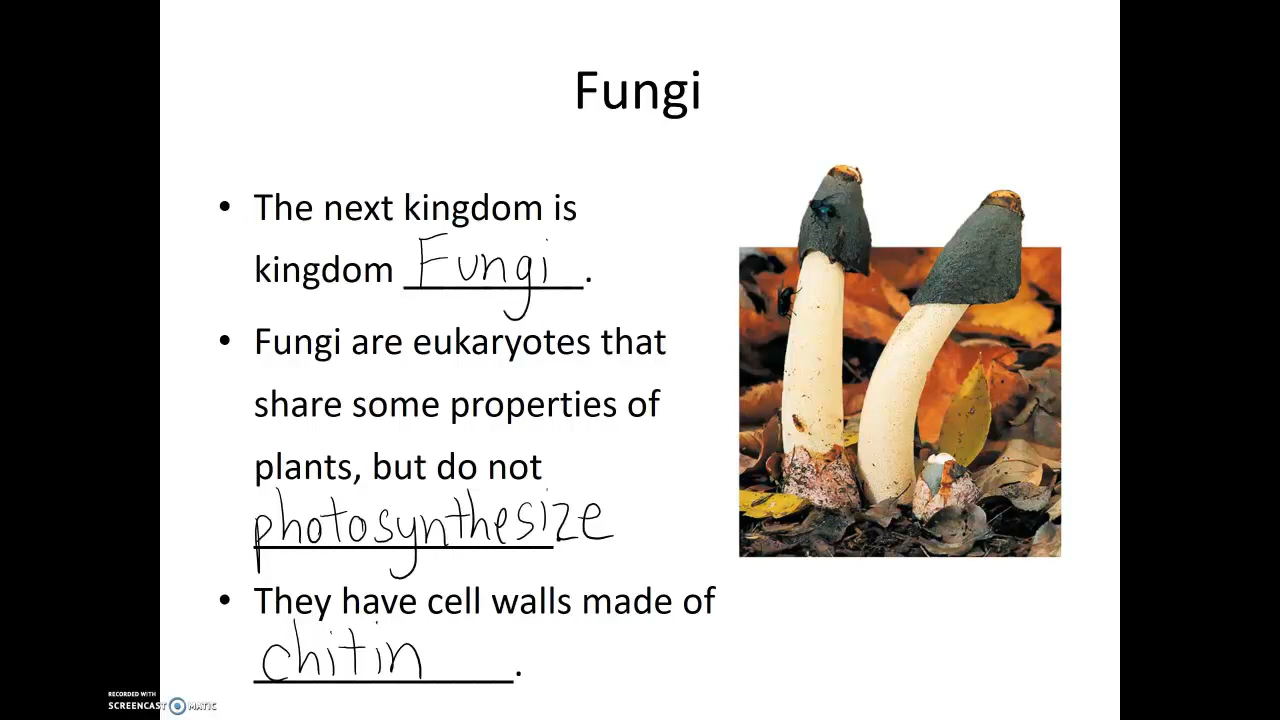 Fungi
• The next kingdom is
kingdom Fungi.
• Fungi are eukaryotes that
share some properties of
plants, but do not
photosynthesize
• They have cell walls made of
chitin.
RECORDED WITH
SCREENCAST MATIC